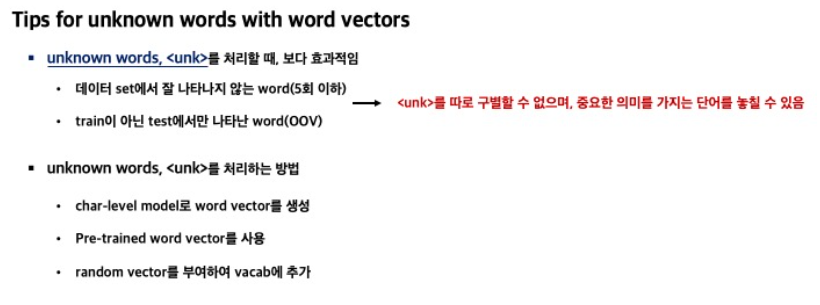 Tips for unknown words with word vectors
▪ unknown words, <unk>를 처리할 때, 보다 효과적임
• 데이터 set에서 잘 나타나지 않는 word(5회 이하)
→ <unk>를 따로 구별할 수 없으며, 중요한 의미를 가지는 단어를 놓칠 수 있음
• train이 아닌 test에서만 나타난 word(OOV)
▪ unknown words, <unk>를 처리하는 방법
• char-level model로 word vector를 생성
• Pre-trained word vector를 사용
• random vector를 부여하여 vacab에 추가